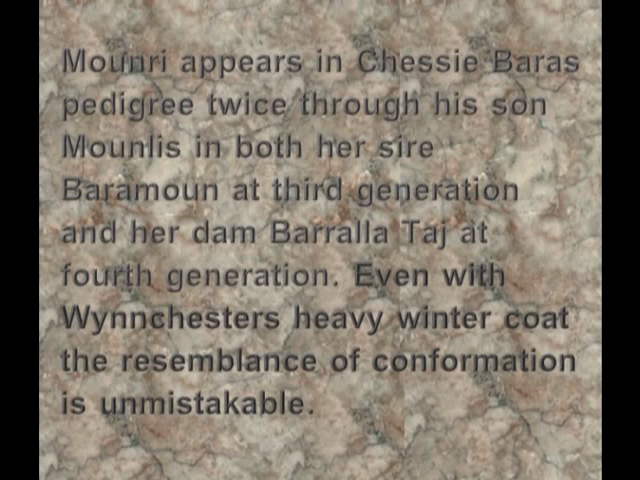 Mounri appears in Chessie Baras
pedigree twice through his son
Mounlis in both her sire
Baramoun at third generation
and her dam Barralla Taj at
fourth generation. Even with
Wynnchesters heavy winter coat
the resemblance of conformation
is unmistakable.